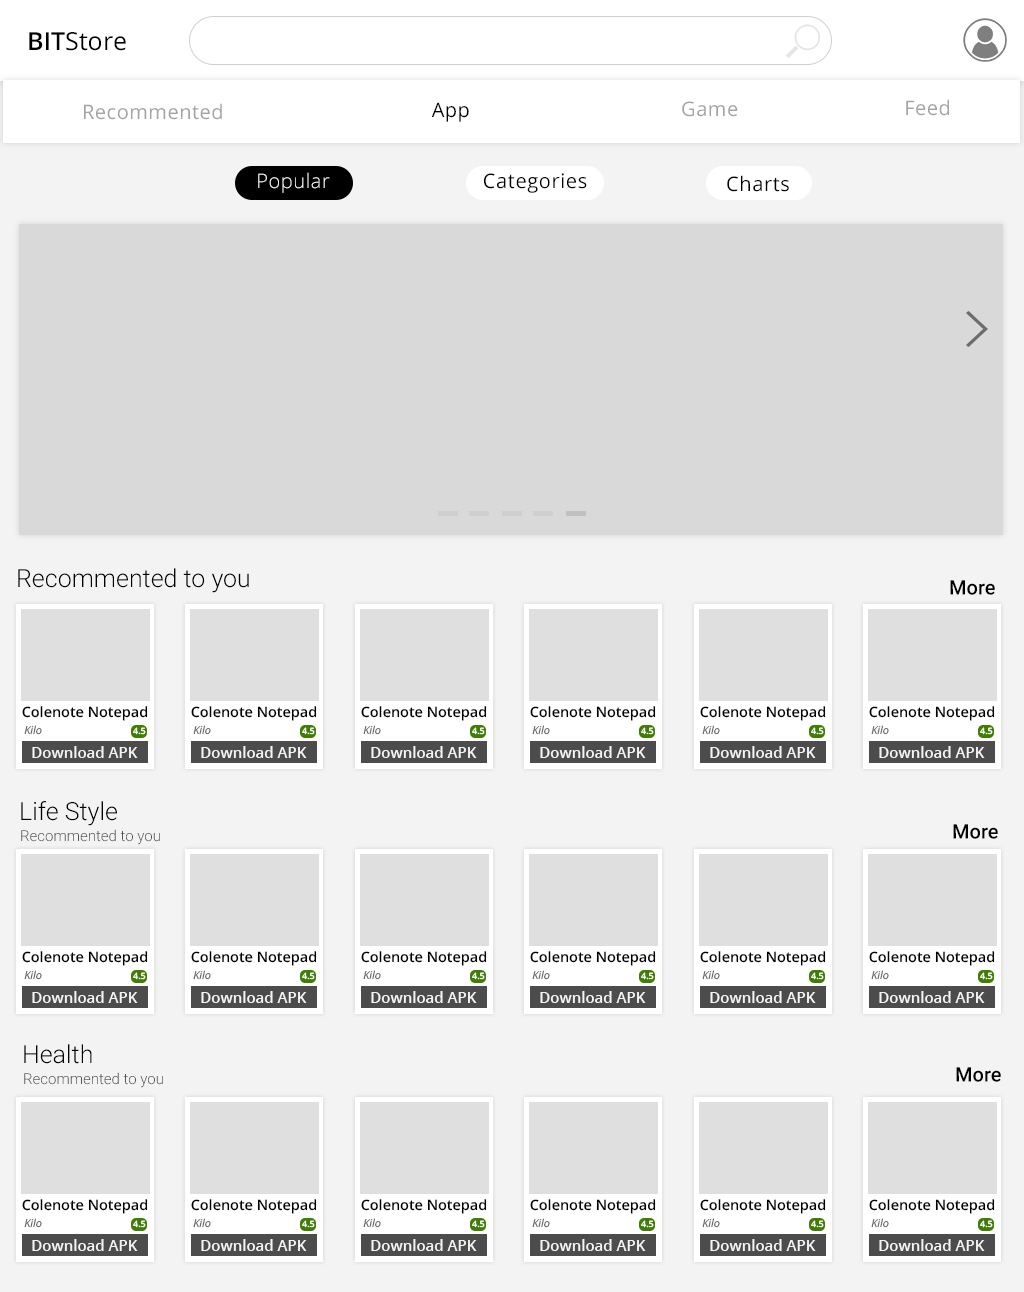 BITStore
Recommented App Game Feed
Popular Categories Charts
Recommented to you
More
Colenote Notepad Colenote Notepad Colenote Notepad Colenote Notepad Colenote Notepad Colenote Notepad
Kilo 4.5 Kilo 4.5 Kilo 4.5 Kilo 4.5 Kilo 4.5 Kilo 4.5
Download APK Download APK Download APK Download APK Download APK Download APK
Life Style
Recommented to you
More
Colenote Notepad Colenote Notepad Colenote Notepad Colenote Notepad Colenote Notepad Colenote Notepad
Kilo 4.5 Kilo 4.5 Kilo 4.5 Kilo 4.5 Kilo 4.5 Kilo 4.5
Download APK Download APK Download APK Download APK Download APK Download APK
Health
Recommented to you
More
Colenote Notepad Colenote Notepad Colenote Notepad Colenote Notepad Colenote Notepad Colenote Notepad
Kilo 4.5 Kilo 4.5 Kilo 4.5 Kilo 4.5 Kilo 4.5 Kilo 4.5
Download APK Download APK Download APK Download APK Download APK Download APK